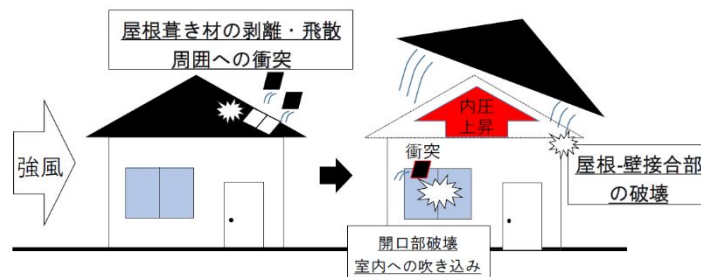 屋根葺き材の剥離・飛散
周囲への衝突
強風
内圧
上昇
衝突
屋根-壁接合部
の破壊
開口部破壊
室内への吹き込み